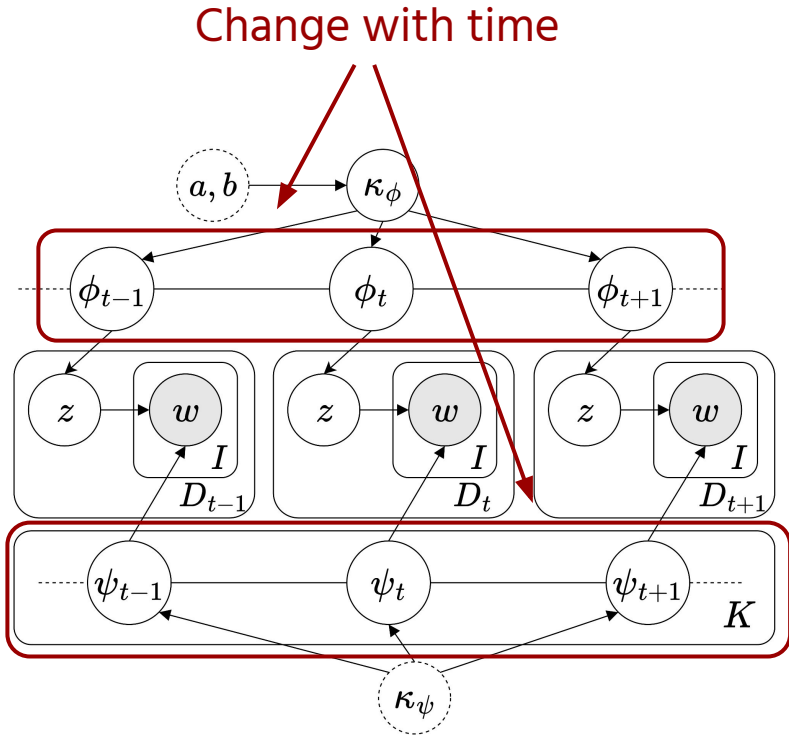 Change with time
a, b
κ_ϕ
ϕ_{t−1}
ϕ_t
ϕ_{t+1}
z
w
I
D_{t−1}
z
w
I
D_t
z
w
I
D_{t+1}
ψ_{t−1}
ψ_t
ψ_{t+1}
K
κ_ψ